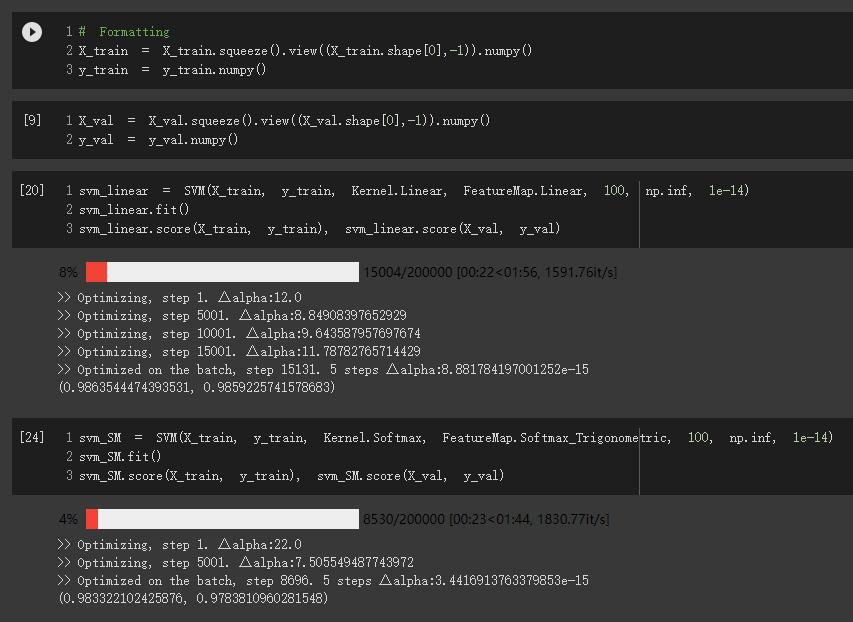 1 # Formatting
2 X_train = X_train.squeeze().view((X_train.shape[0],-1)).numpy()
3 y_train = y_train.numpy()
[9] 1 X_val = X_val.squeeze().view((X_val.shape[0],-1)).numpy()
2 y_val = y_val.numpy()
[20] 1 svm_linear = SVM(X_train, y_train, Kernel.Linear, FeatureMap.Linear, 100, np.inf, 1e-14)
2 svm_linear.fit()
3 svm_linear.score(X_train, y_train), svm_linear.score(X_val, y_val)
8% 15004/200000 [00:22<01:56, 1591.76it/s]
>> Optimizing, step 1. △alpha:12.0
>> Optimizing, step 5001. △alpha:8.84908397652929
>> Optimizing, step 10001. △alpha:9.643587957697674
>> Optimizing, step 15001. △alpha:11.78782765714429
>> Optimized on the batch, step 15131. 5 steps △alpha:8.881784197001252e-15
(0.9863544474393531, 0.9859225741578683)
[24] 1 svm_SM = SVM(X_train, y_train, Kernel.Softmax, FeatureMap.Softmax_Trigonometric, 100, np.inf, 1e-14)
2 svm_SM.fit()
3 svm_SM.score(X_train, y_train), svm_SM.score(X_val, y_val)
4% 8530/200000 [00:23<01:44, 1830.77it/s]
>> Optimizing, step 1. △alpha:22.0
>> Optimizing, step 5001. △alpha:7.505549487743972
>> Optimized on the batch, step 8696. 5 steps △alpha:3.4416913763379853e-15
(0.983322102425876, 0.9783810960281548)